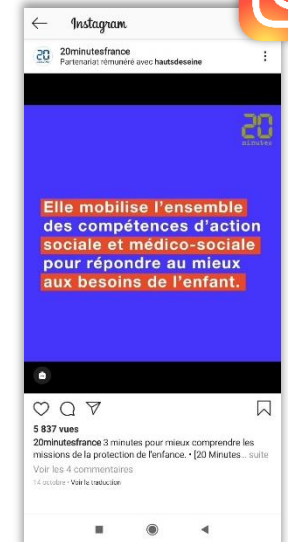 Instagram
20
20minutesfrance
Partenariat rémunéré avec hautsdeseine
20
minutes
Elle mobilise l'ensemble
des compétences d'action
sociale et médico-sociale
pour répondre au mieux
aux besoins de l'enfant.
5 837 vues
20minutesfrance 3 minutes pour mieux comprendre les
missions de la protection de l'enfance. • [20 Minutes... suite
Voir les 4 commentaires
14 octobre • Voir la traduction